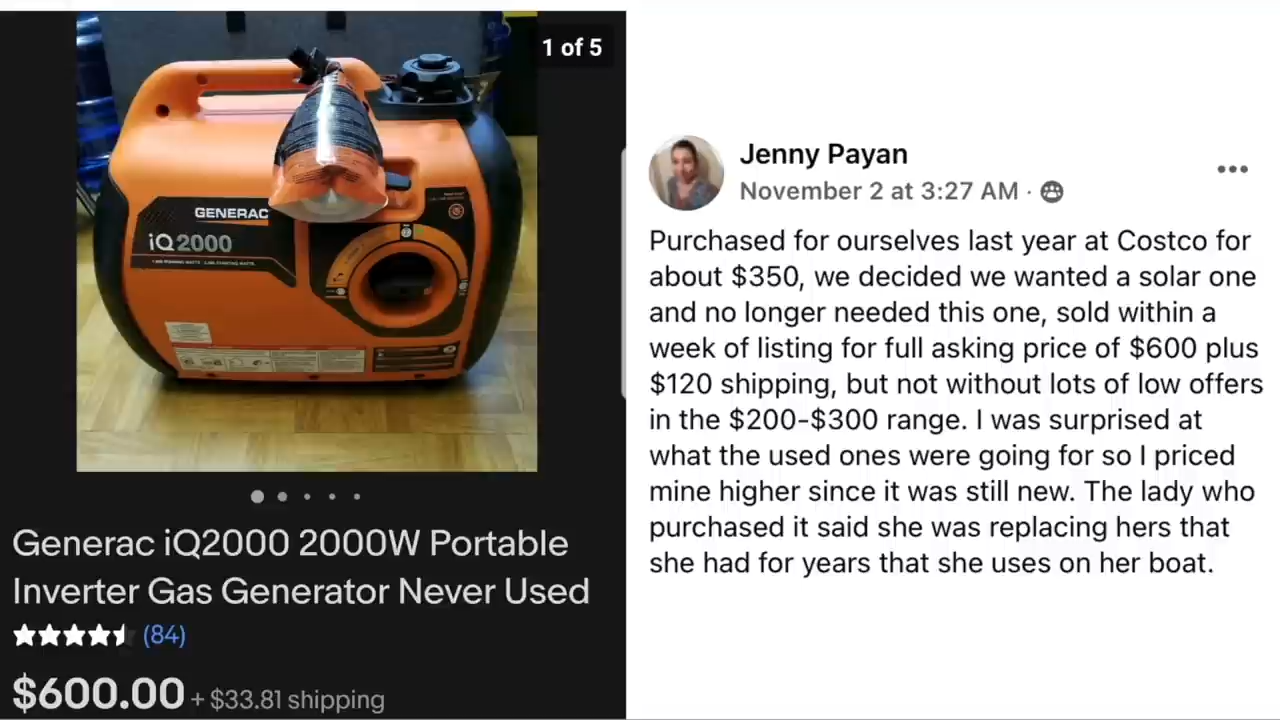 1 of 5
GENERAC
iQ2000
Generac iQ2000 2000W Portable
Inverter Gas Generator Never Used
(84)
$600.00 + $33.81 shipping
Jenny Payan
November 2 at 3:27 AM ·
Purchased for ourselves last year at Costco for
about $350, we decided we wanted a solar one
and no longer needed this one, sold within a
week of listing for full asking price of $600 plus
$120 shipping, but not without lots of low offers
in the $200-$300 range. I was surprised at
what the used ones were going for so I priced
mine higher since it was still new. The lady who
purchased it said she was replacing hers that
she had for years that she uses on her boat.